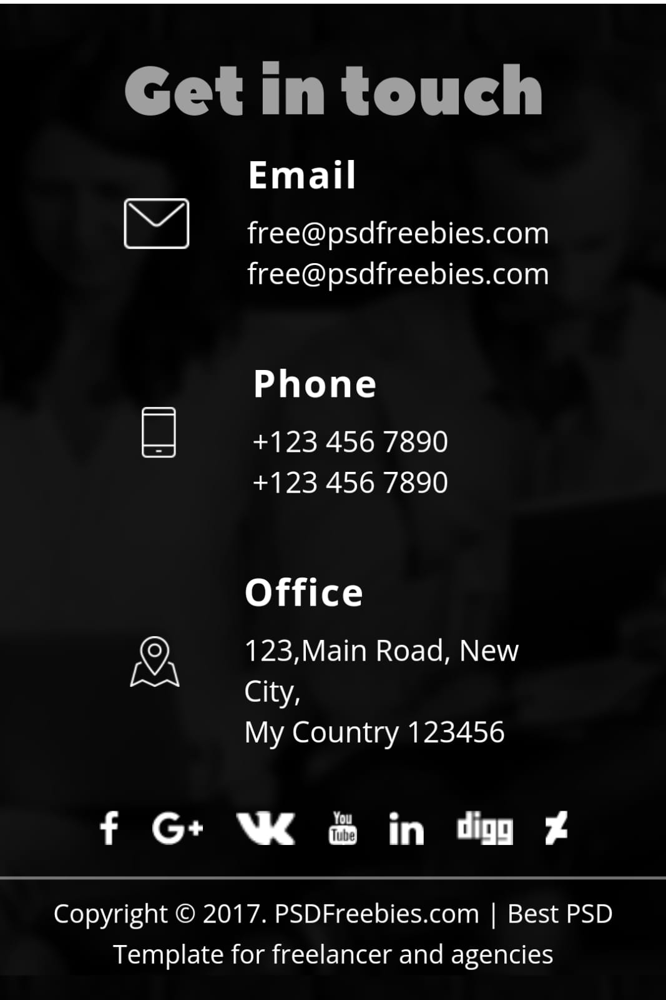 Get in touch
Email
free@psdfreebies.com
free@psdfreebies.com
Phone
+123 456 7890
+123 456 7890
Office
123,Main Road, New
City,
My Country 123456
f G+ VK You Tube in digg
Copyright © 2017. PSDFreebies.com | Best PSD
Template for freelancer and agencies